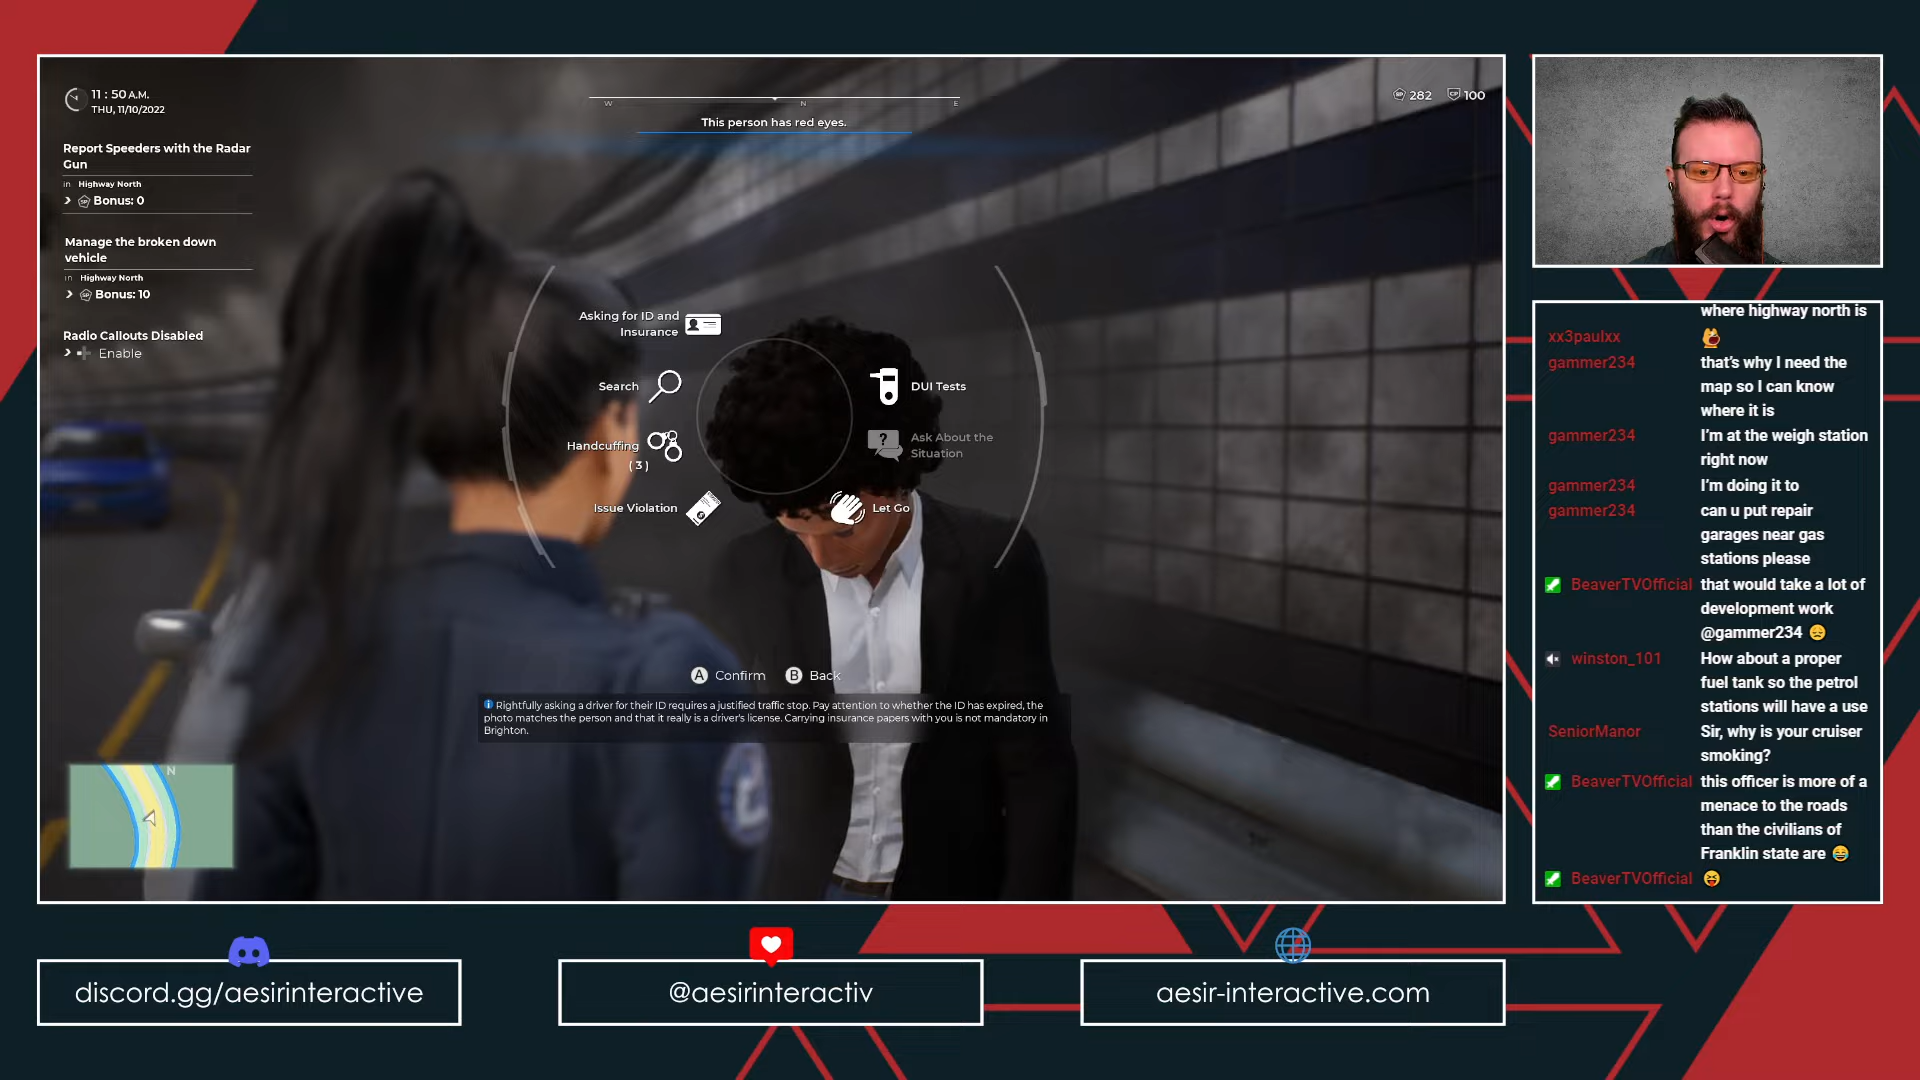 11 : 50 A.M.
THU, 11/10/2022
Report Speeders with the Radar
Gun
in Highway North
> SP Bonus: 0
Manage the broken down
vehicle
in Highway North
> SP Bonus: 10
Radio Callouts Disabled
> Enable
W N E
This person has red eyes.
SP 282 CP 100
Asking for ID and
Insurance
Search
Handcuffing
( 3 )
Issue Violation
DUI Tests
Ask About the
Situation
Let Go
A Confirm B Back
Rightfully asking a driver for their ID requires a justified traffic stop. Pay attention to whether the ID has expired, the
photo matches the person and that it really is a driver's license. Carrying insurance papers with you is not mandatory in
Brighton.
N
where highway north is
xx3paulxx
gammer234 that's why I need the
map so I can know
where it is
gammer234 I'm at the weigh station
right now
gammer234 I'm doing it to
gammer234 can u put repair
garages near gas
stations please
BeaverTVOfficial that would take a lot of
development work
@gammer234 😞
winston_101 How about a proper
fuel tank so the petrol
stations will have a use
SeniorManor Sir, why is your cruiser
smoking?
BeaverTVOfficial this officer is more of a
menace to the roads
than the civilians of
Franklin state are 😂
BeaverTVOfficial 😝
discord.gg/aesirinteractive
@aesirinteractiv
aesir-interactive.com